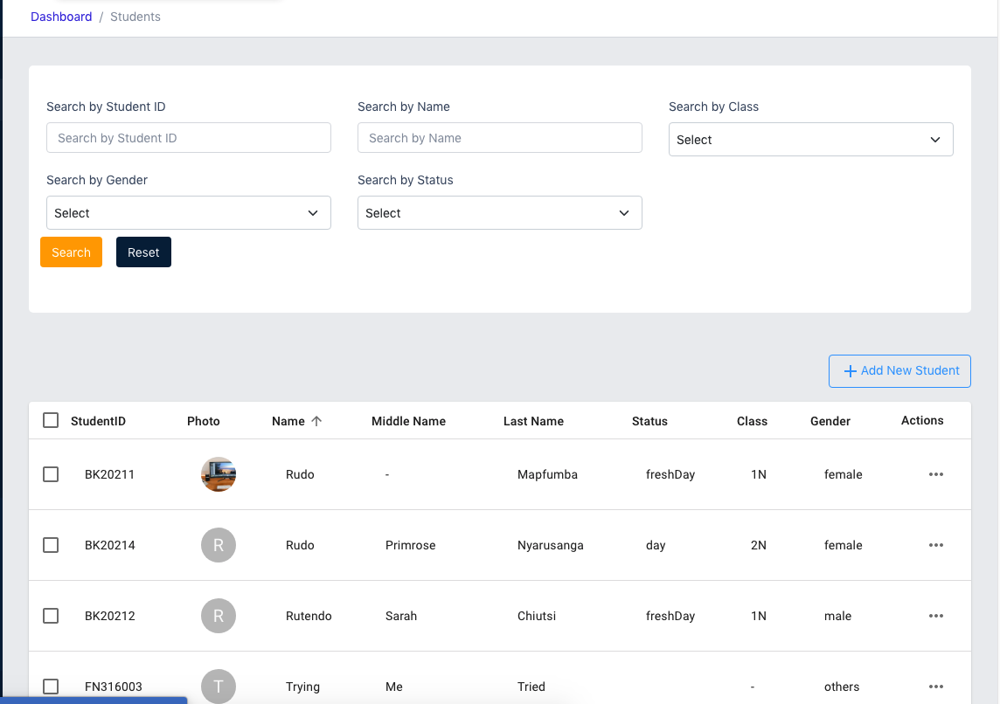 Dashboard / Students
Search by Student ID
Search by Name
Search by Class
Search by Student ID
Search by Name
Select
Search by Gender
Search by Status
Select
Select
Search Reset
+ Add New Student
StudentID Photo Name ↑ Middle Name Last Name Status Class Gender Actions
BK20211 Rudo - Mapfumba freshDay 1N female •••
BK20214 R Rudo Primrose Nyarusanga day 2N female •••
BK20212 R Rutendo Sarah Chiutsi freshDay 1N male •••
FN316003 T Trying Me Tried - others •••